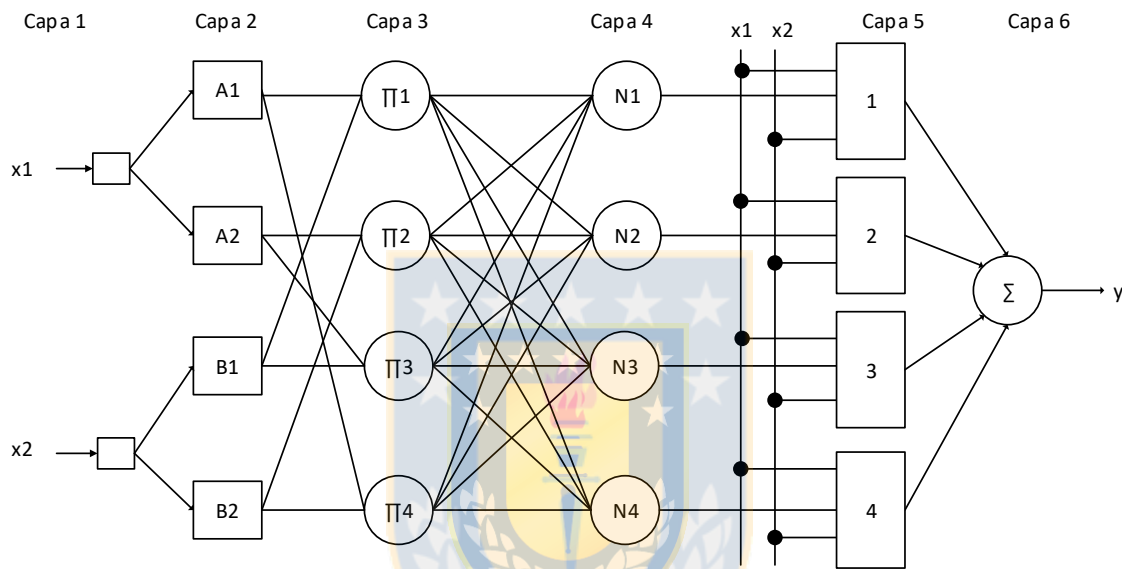 Capa 1 Capa 2 Capa 3 Capa 4 Capa 5 Capa 6
x1 x2
A1 ∏1 N1 1
x1
A2 ∏2 N2 2
∑ y
B1 ∏3 N3 3
x2
B2 ∏4 N4 4